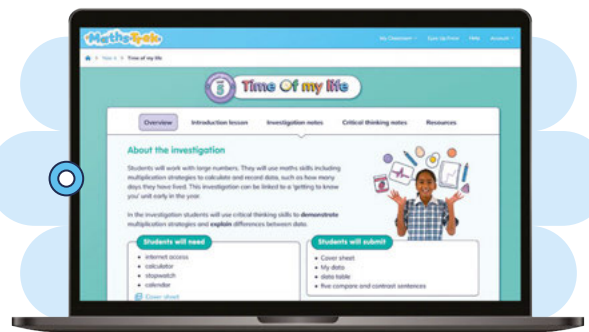 Maths Trek
My Classroom
Help
Account
Year 4
Time of my life
Time Of my life
Overview
Introduction lesson
Investigation notes
Critical thinking notes
Resources
About the investigation
Students will work with large numbers. They will use maths skills including
multiplication strategies to calculate and record data, such as how many
days they have lived. This investigation can be linked to a 'getting to know
you' unit early in the year.
In the investigation students will use critical thinking skills to demonstrate
multiplication strategies and explain differences between data.
Students will need
• internet access
• calculator
• stopwatch
• calendar
Cover sheet
Students will submit
• Cover sheet
• My data
• data table
• five compare and contrast sentences